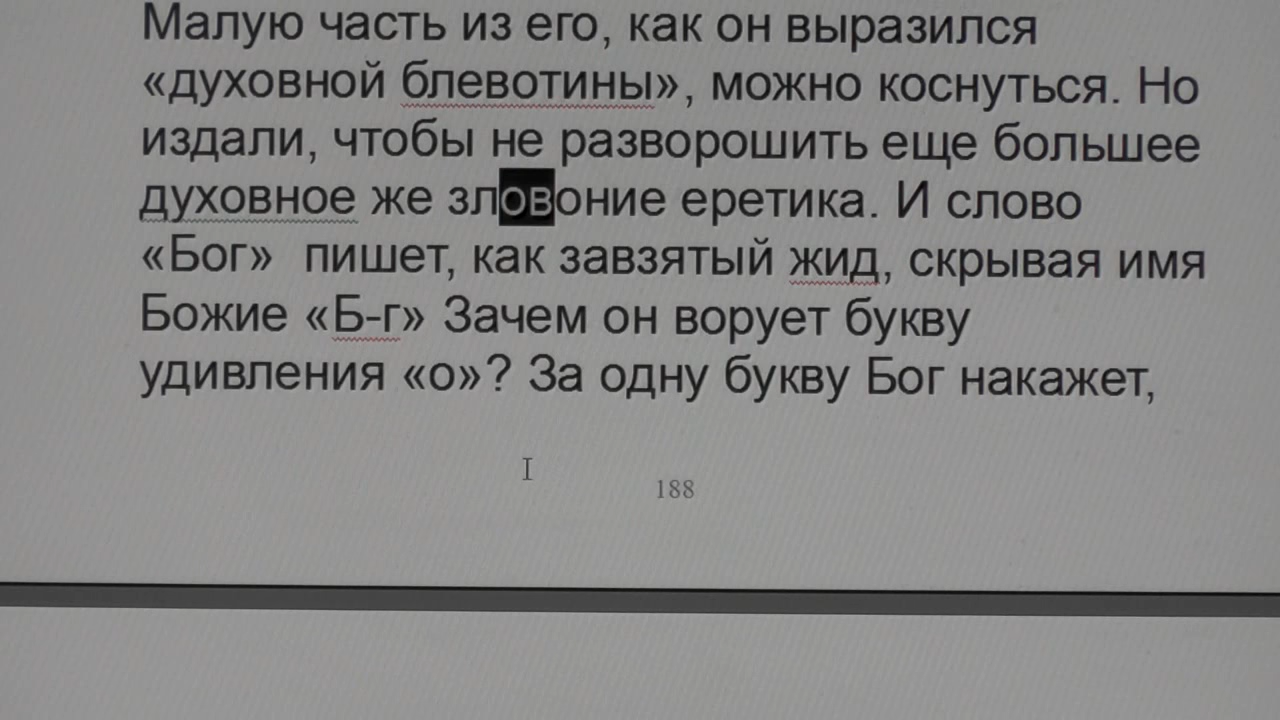 Малую часть из его, как он выразился
«духовной блевотины», можно коснуться. Но
издали, чтобы не разворошить еще большее
духовное же зловоние еретика. И слово
«Бог»  пишет, как завзятый жид, скрывая имя
Божие «Б-г» Зачем он ворует букву
удивления «о»? За одну букву Бог накажет,
188